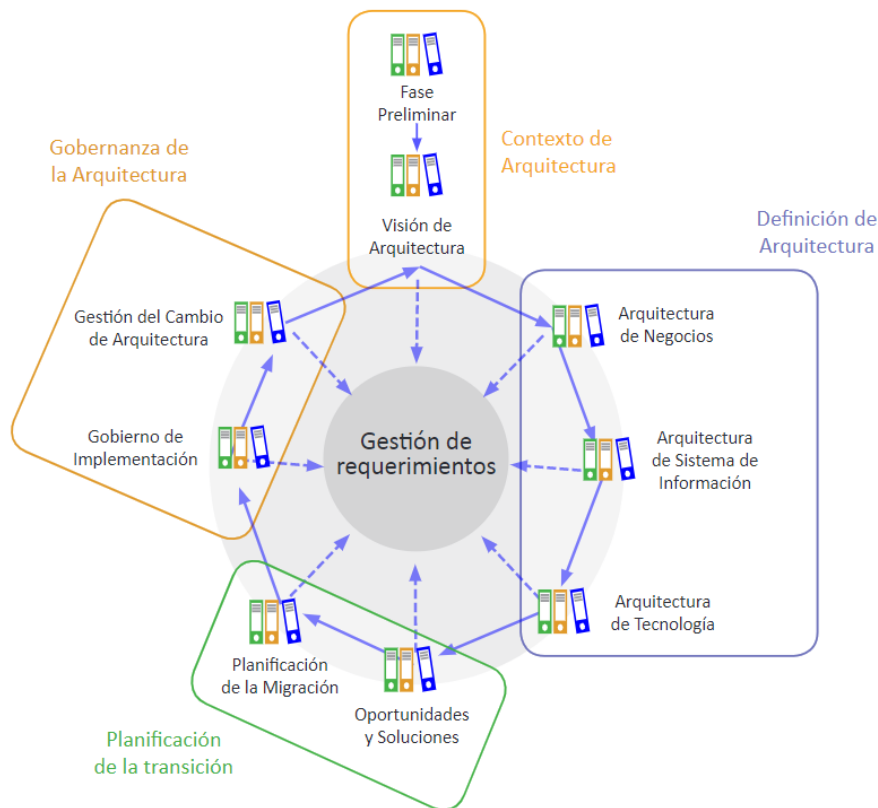 Fase
Preliminar
Contexto de
Arquitectura
Gobernanza de
la Arquitectura
Visión de
Arquitectura
Definición de
Arquitectura
Gestión del Cambio
de Arquitectura
Arquitectura
de Negocios
Gestión de
requerimientos
Gobierno de
Implementación
Arquitectura
de Sistema de
Información
Arquitectura
de Tecnología
Planificación
de la Migración
Oportunidades
y Soluciones
Planificación
de la transición